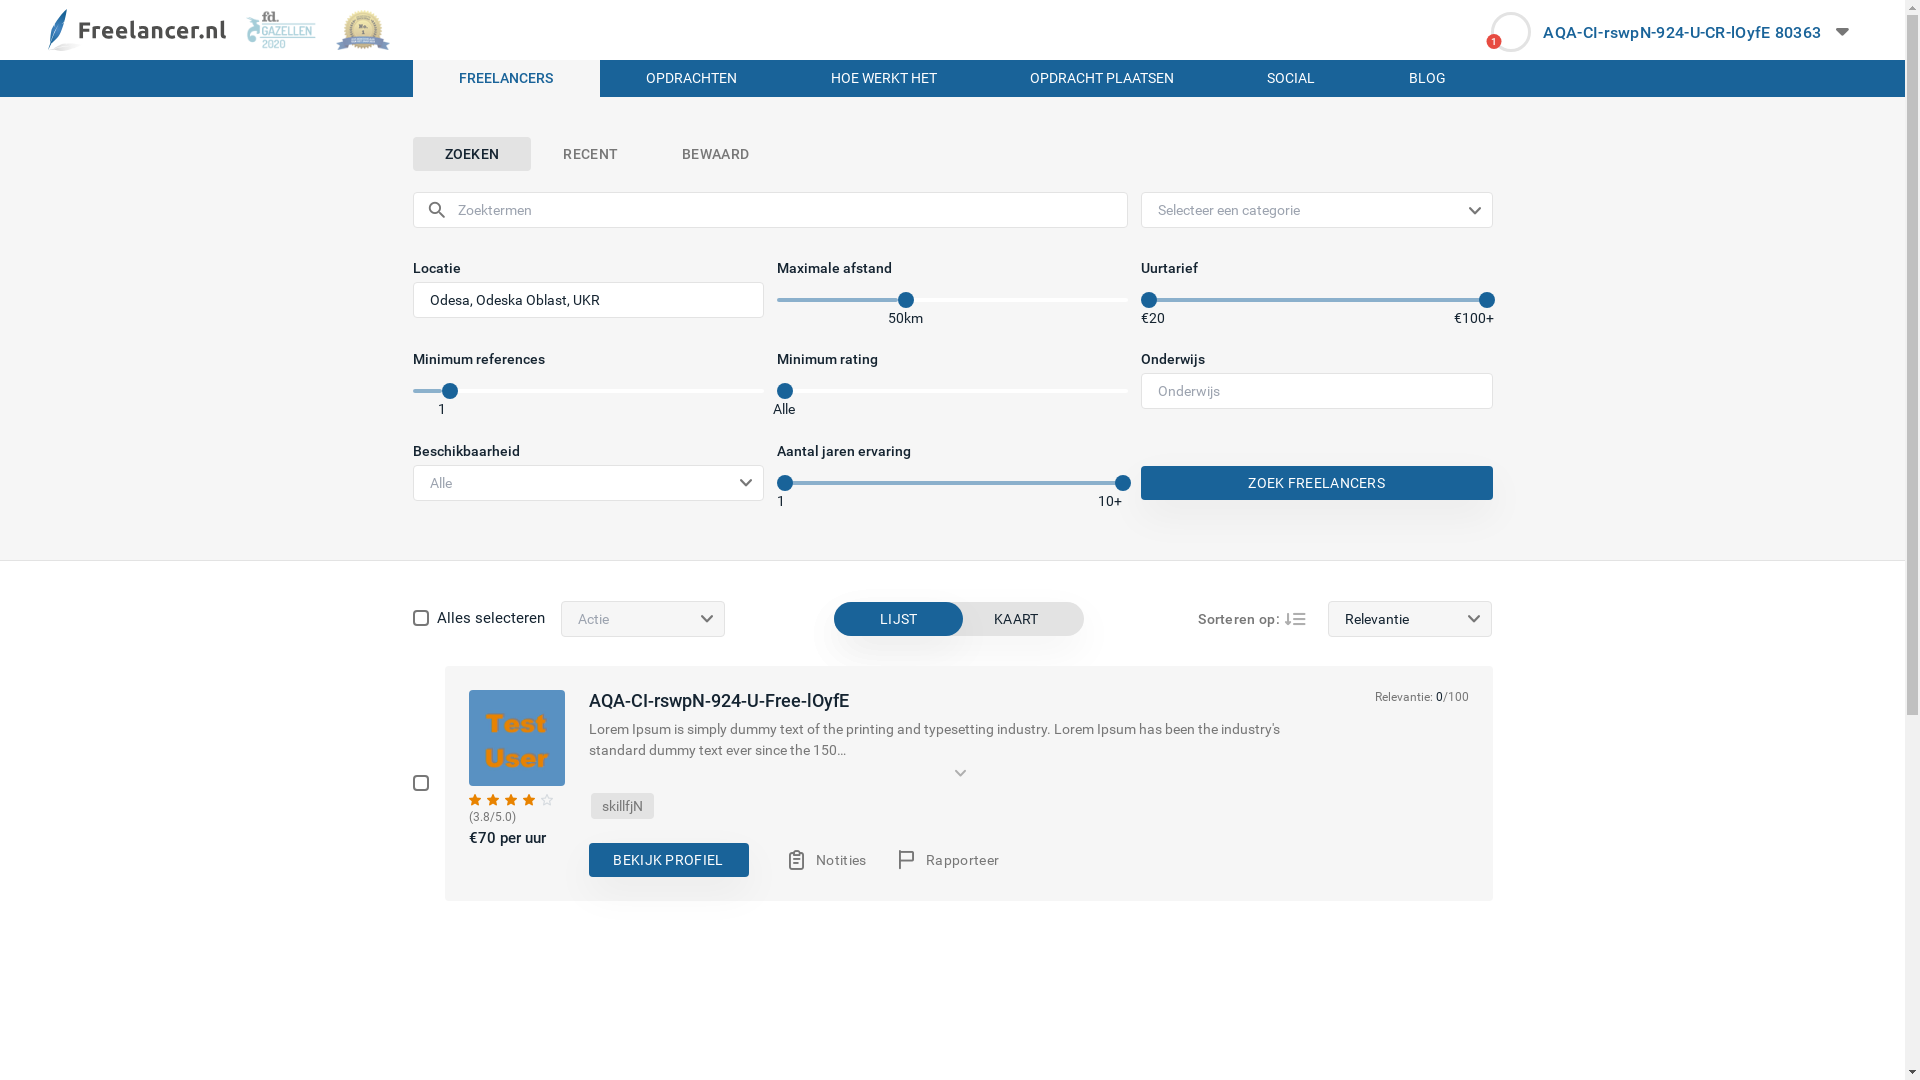 Freelancer.nl
fd.
GAZELLEN
2020
No.
1
1
AQA-CI-rswpN-924-U-CR-lOyfE 80363
FREELANCERS
OPDRACHTEN
HOE WERKT HET
OPDRACHT PLAATSEN
SOCIAL
BLOG
ZOEKEN
RECENT
BEWAARD
Zoektermen
Selecteer een categorie
Locatie
Maximale afstand
Uurtarief
Odesa, Odeska Oblast, UKR
50km
€20
€100+
Minimum references
Minimum rating
Onderwijs
Onderwijs
1
Alle
Beschikbaarheid
Aantal jaren ervaring
Alle
ZOEK FREELANCERS
1
10+
Alles selecteren
Actie
LIJST
KAART
Sorteren op:
Relevantie
Test
User
AQA-CI-rswpN-924-U-Free-lOyfE
Relevantie: 0/100
Lorem Ipsum is simply dummy text of the printing and typesetting industry. Lorem Ipsum has been the industry's
standard dummy text ever since the 150...
skillfjN
(3.8/5.0)
€70 per uur
BEKIJK PROFIEL
Notities
Rapporteer